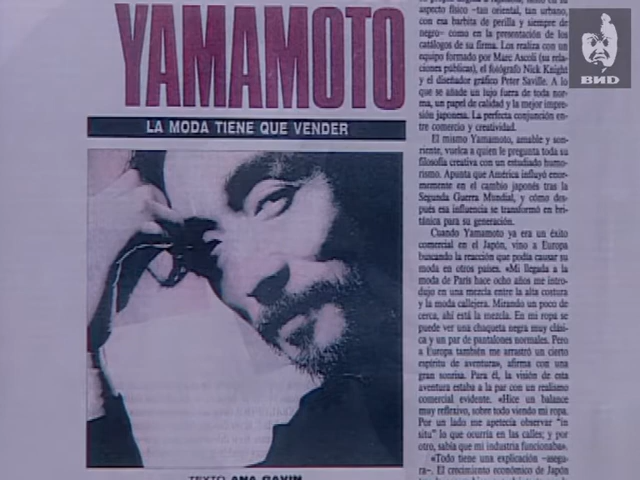 YAMAMOTO
LA MODA TIENE QUE VENDER
TEXTO ANA GAVIN
aspecto físico –tan oriental, tan urbano,
con esa barbita de perilla y siempre de
negro– como en la presentación de los
catálogos de su firma. Los realiza con un
equipo formado por Marc Ascoli (su rela-
ciones públicas), el fotógrafo Nick Knight
y el diseñador gráfico Peter Saville. A lo
que se añade un lujo fuera de toda nor-
ma, un papel de calidad y la mejor impre-
sión japonesa. La perfecta conjunción en-
tre comercio y creatividad.
El mismo Yamamoto, amable y son-
riente, vuelca a quien le pregunta toda su
filosofía creativa con un estudiado humo-
rismo. Apunta que América influyó enor-
memente en el cambio japonés tras la
Segunda Guerra Mundial, y cómo des-
pués esa influencia se transformó en bri-
tánica para su generación.
Cuando Yamamoto ya era un éxito
comercial en el Japón, vino a Europa
buscando la reacción que podía causar su
moda en otros países. «Mi llegada a la
moda de París hace ocho años me intro-
dujo en una mezcla entre la alta costura
y la moda callejera. Mirando un poco de
cerca, ahí está la mezcla. En mi ropa se
puede ver una chaqueta negra muy clási-
ca y un par de pantalones normales. Pero
a Europa también me arrastró un cierto
espíritu de aventura», afirma con una
gran sonrisa. Para él, la visión de esta
aventura estaba a la par con un realismo
comercial evidente. «Hice un balance
muy reflexivo, sobre todo viendo mi ropa.
Por un lado me apetecía observar "in
situ" lo que ocurría en las calles; y por
otro, sabía que mi industria funcionaba».
«Todo tiene una explicación –asegu-
ra–. El crecimiento económico de Japón
ВИD